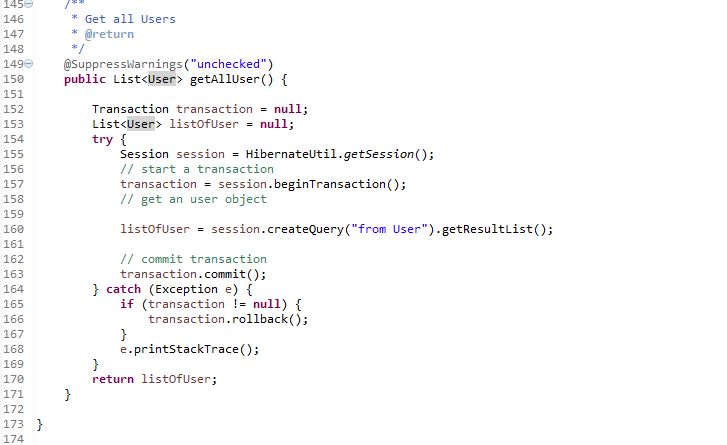 145 /**
146 * Get all Users
147 * @return
148 */
149 @SuppressWarnings("unchecked")
150 public List<User> getAllUser() {
151
152 Transaction transaction = null;
153 List<User> listOfUser = null;
154 try {
155 Session session = HibernateUtil.getSession();
156 // start a transaction
157 transaction = session.beginTransaction();
158 // get an user object
159
160 listOfUser = session.createQuery("from User").getResultList();
161
162 // commit transaction
163 transaction.commit();
164 } catch (Exception e) {
165 if (transaction != null) {
166 transaction.rollback();
167 }
168 e.printStackTrace();
169 }
170 return listOfUser;
171 }
172
173 }
174